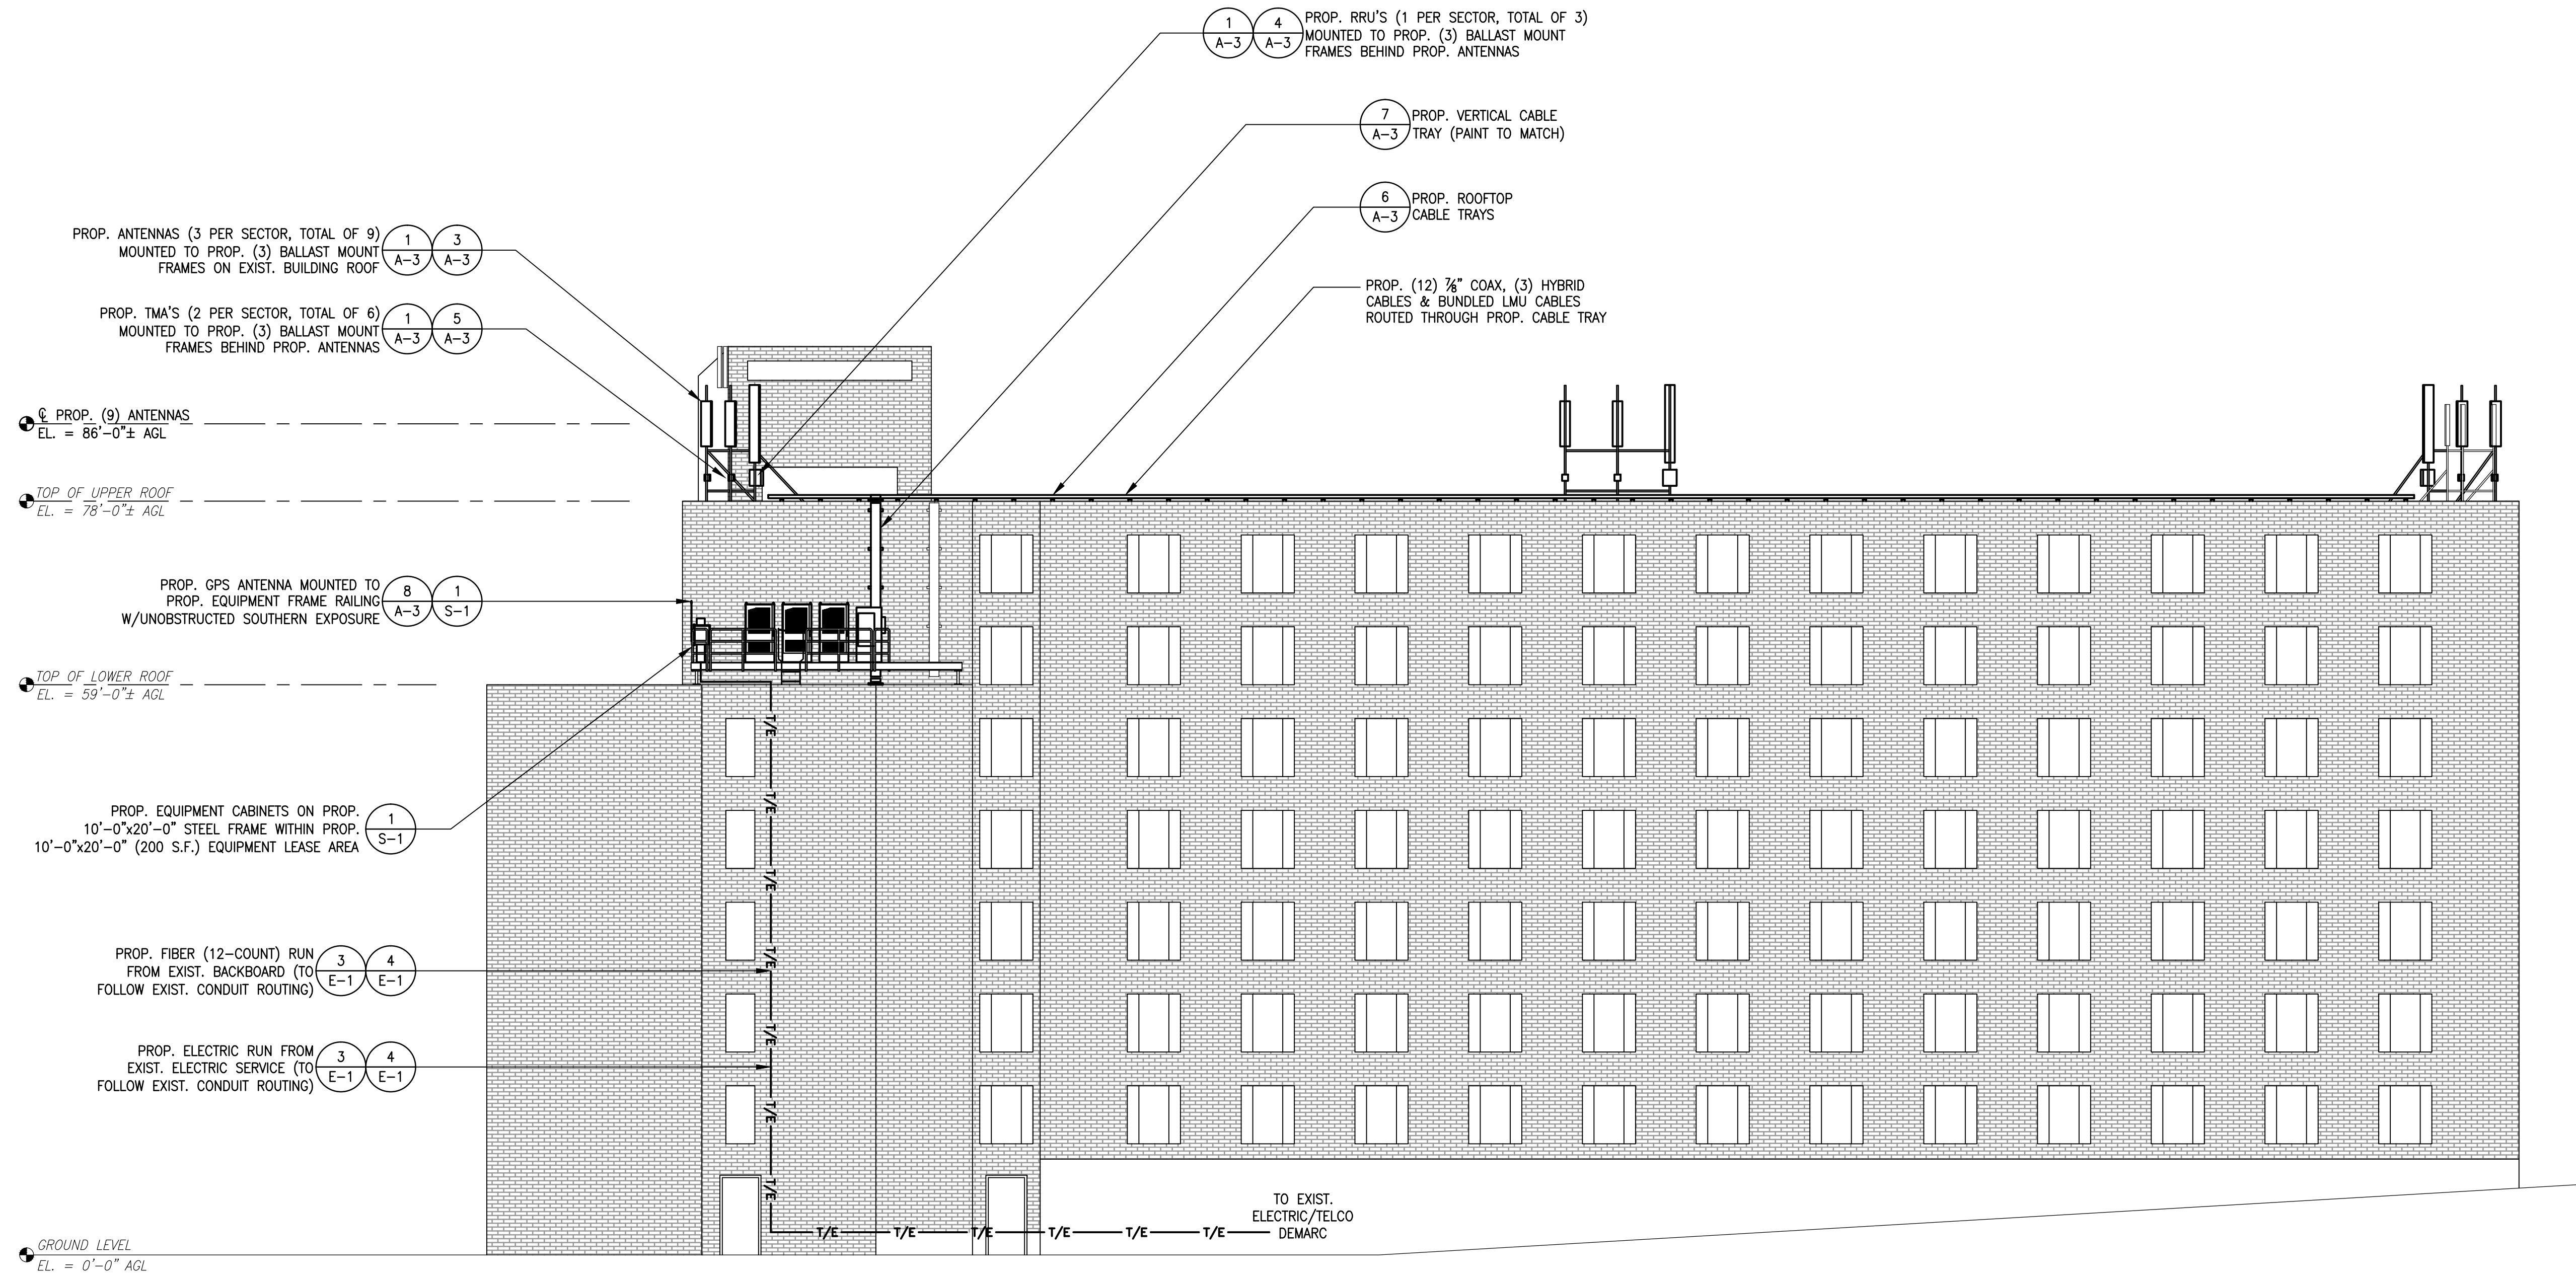 1
A-3
4
A-3
PROP. RRU'S (1 PER SECTOR, TOTAL OF 3)
MOUNTED TO PROP. (3) BALLAST MOUNT
FRAMES BEHIND PROP. ANTENNAS
7
A-3
PROP. VERTICAL CABLE
TRAY (PAINT TO MATCH)
6
A-3
PROP. ROOFTOP
CABLE TRAYS
PROP. (12) ⅞" COAX, (3) HYBRID
CABLES & BUNDLED LMU CABLES
ROUTED THROUGH PROP. CABLE TRAY
PROP. ANTENNAS (3 PER SECTOR, TOTAL OF 9)
MOUNTED TO PROP. (3) BALLAST MOUNT
FRAMES ON EXIST. BUILDING ROOF
1
A-3
3
A-3
PROP. TMA'S (2 PER SECTOR, TOTAL OF 6)
MOUNTED TO PROP. (3) BALLAST MOUNT
FRAMES BEHIND PROP. ANTENNAS
1
A-3
5
A-3
℄ PROP. (9) ANTENNAS
EL. = 86'-0"± AGL
TOP OF UPPER ROOF
EL. = 78'-0"± AGL
PROP. GPS ANTENNA MOUNTED TO
PROP. EQUIPMENT FRAME RAILING
W/UNOBSTRUCTED SOUTHERN EXPOSURE
8
A-3
1
S-1
TOP OF LOWER ROOF
EL. = 59'-0"± AGL
PROP. EQUIPMENT CABINETS ON PROP.
10'-0"x20'-0" STEEL FRAME WITHIN PROP.
10'-0"x20'-0" (200 S.F.) EQUIPMENT LEASE AREA
1
S-1
PROP. FIBER (12-COUNT) RUN
FROM EXIST. BACKBOARD (TO
FOLLOW EXIST. CONDUIT ROUTING)
3
E-1
4
E-1
PROP. ELECTRIC RUN FROM
EXIST. ELECTRIC SERVICE (TO
FOLLOW EXIST. CONDUIT ROUTING)
3
E-1
4
E-1
T/E
T/E
T/E
T/E
T/E
T/E
T/E
T/E T/E T/E T/E T/E T/E
TO EXIST.
ELECTRIC/TELCO
DEMARC
GROUND LEVEL
EL. = 0'-0" AGL